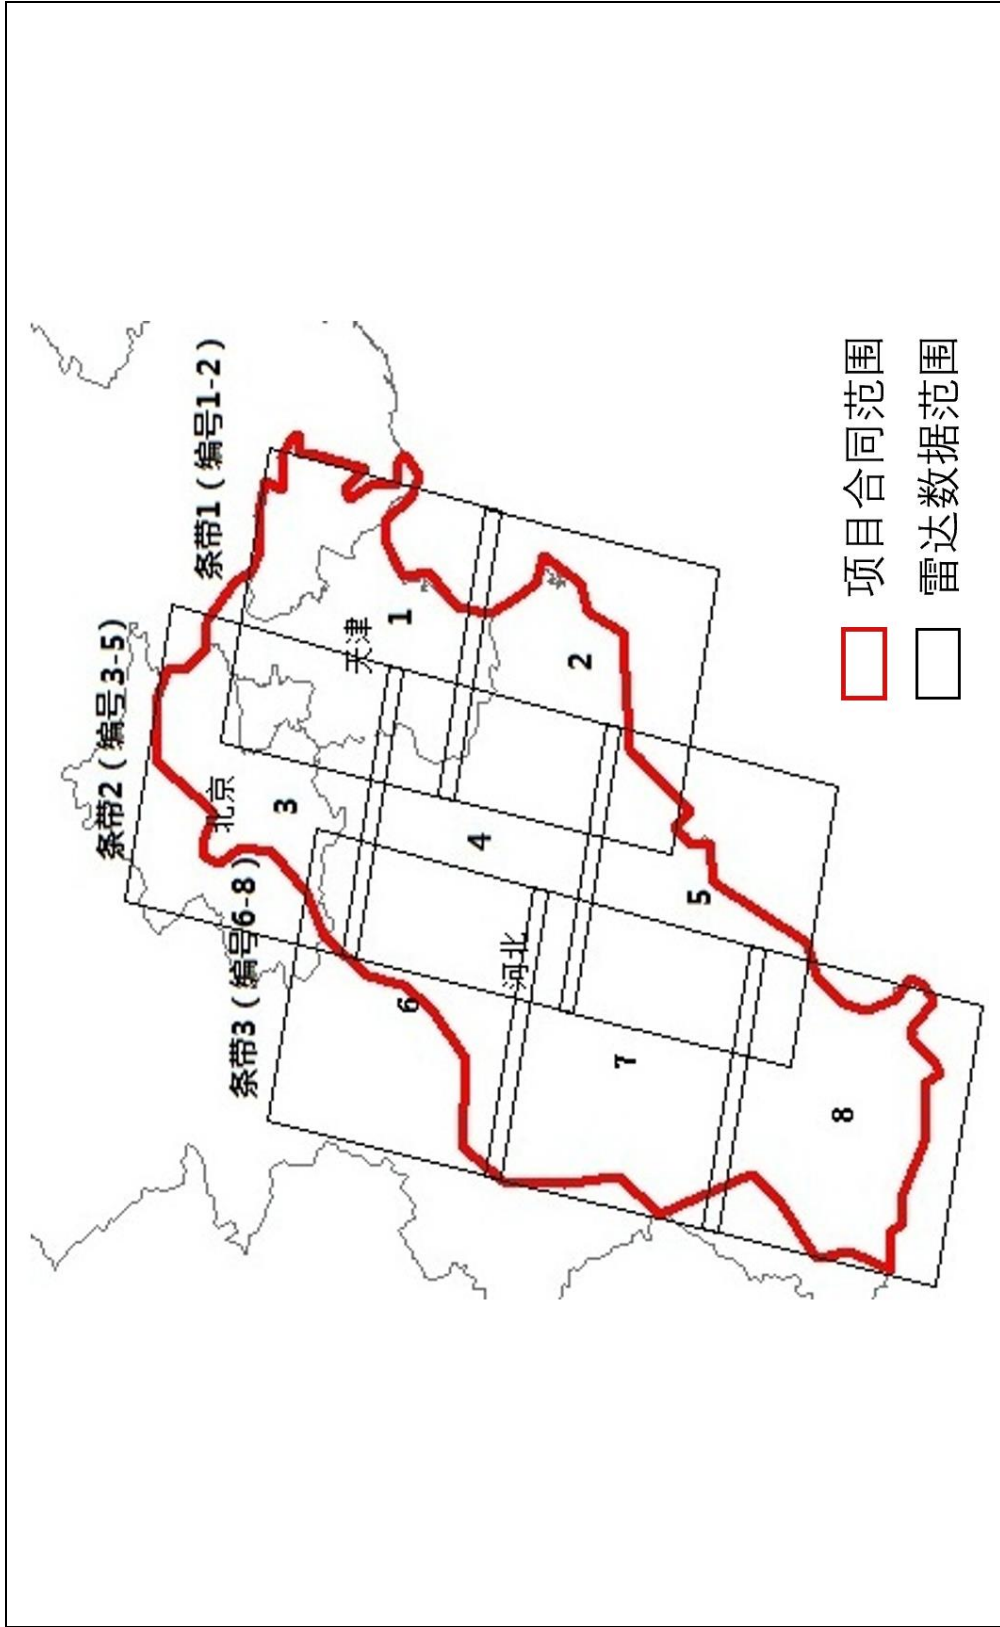 条带1（编号1-2）
条带2（编号3-5）
条带3（编号6-8）
北京
天津
河北
1
2
3
4
5
6
7
8
项目合同范围
雷达数据范围